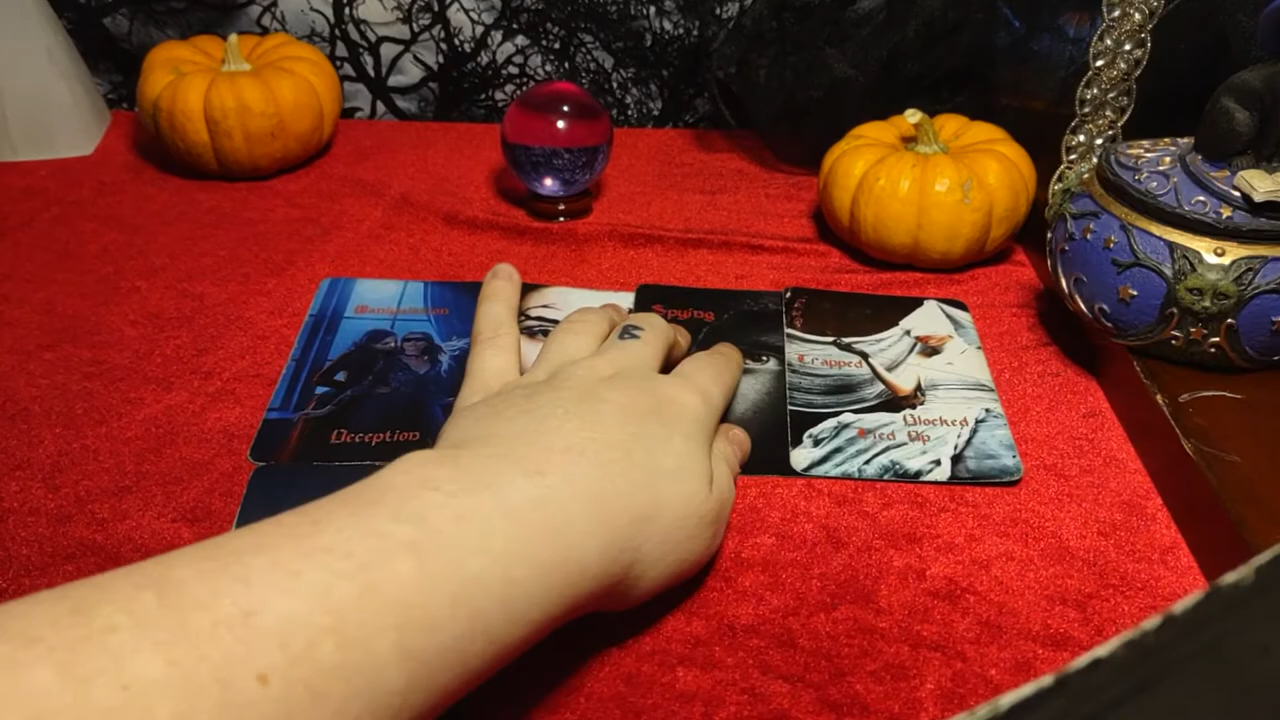 Manipulation
Deception
Spying
Trapped
Blocked
Tied Up